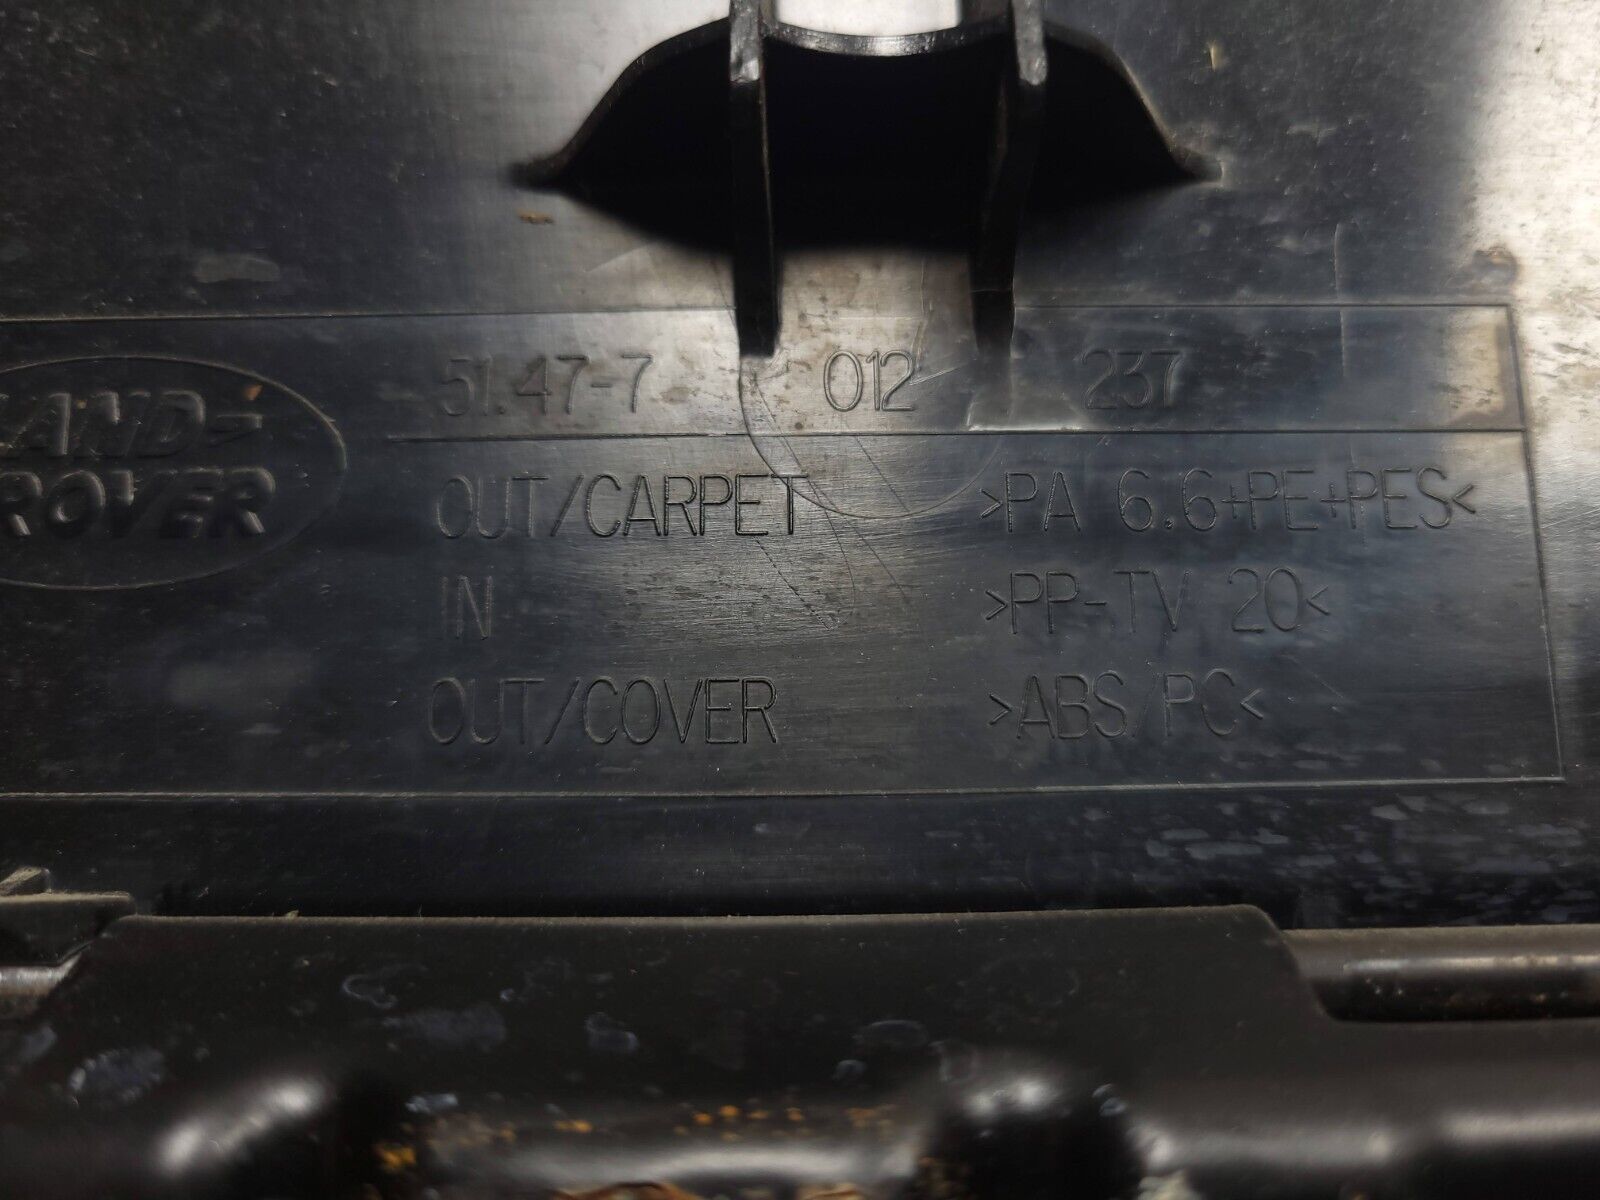 LAND-
ROVER
51.47-7 012 237
OUT/CARPET >PA 6.6+PE+PES<
IN >PP-TV 20<
OUT/COVER >ABS/PC<